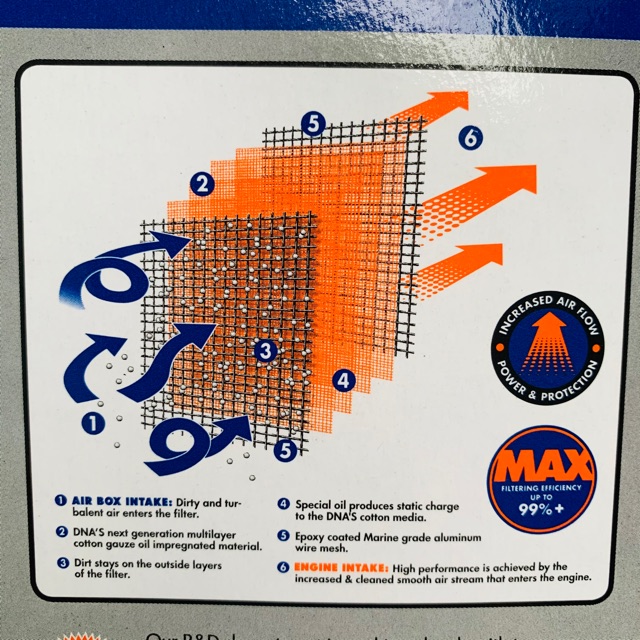 5
6
2
3
4
1
5
INCREASED AIR FLOW
POWER & PROTECTION
MAX
FILTERING EFFICIENCY
UP TO
99%+
1 AIR BOX INTAKE: Dirty and tur-
balent air enters the filter.
2 DNA'S next generation multilayer
cotton gauze oil impregnated material.
3 Dirt stays on the outside layers
of the filter.
4 Special oil produces static charge
to the DNA'S cotton media.
5 Epoxy coated Marine grade aluminum
wire mesh.
6 ENGINE INTAKE: High performance is achieved by the
increased & cleaned smooth air stream that enters the engine.